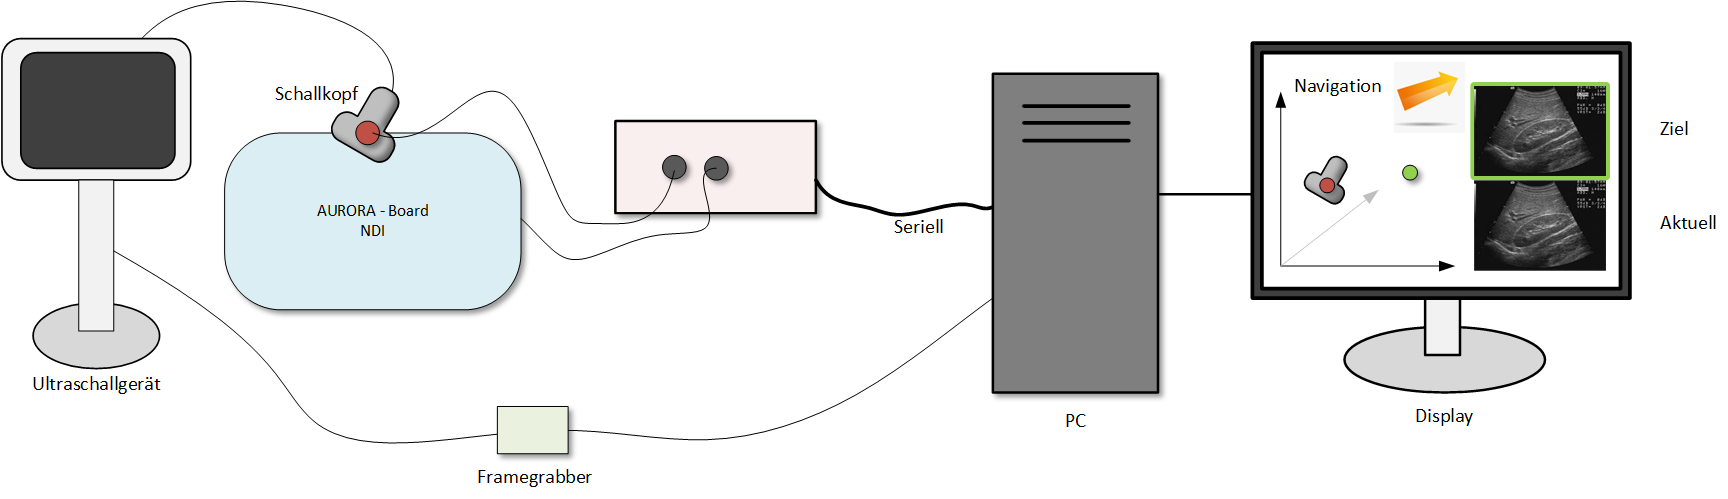 Schallkopf
AURORA - Board
NDI
Ultraschallgerät
Framegrabber
Seriell
PC
Navigation
Display
Ziel
Aktuell